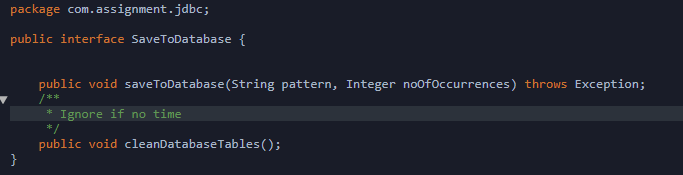 package com.assignment.jdbc;
public interface SaveToDatabase {
public void saveToDatabase(String pattern, Integer noOfOccurrences) throws Exception;
/**
* Ignore if no time
*/
public void cleanDatabaseTables();
}